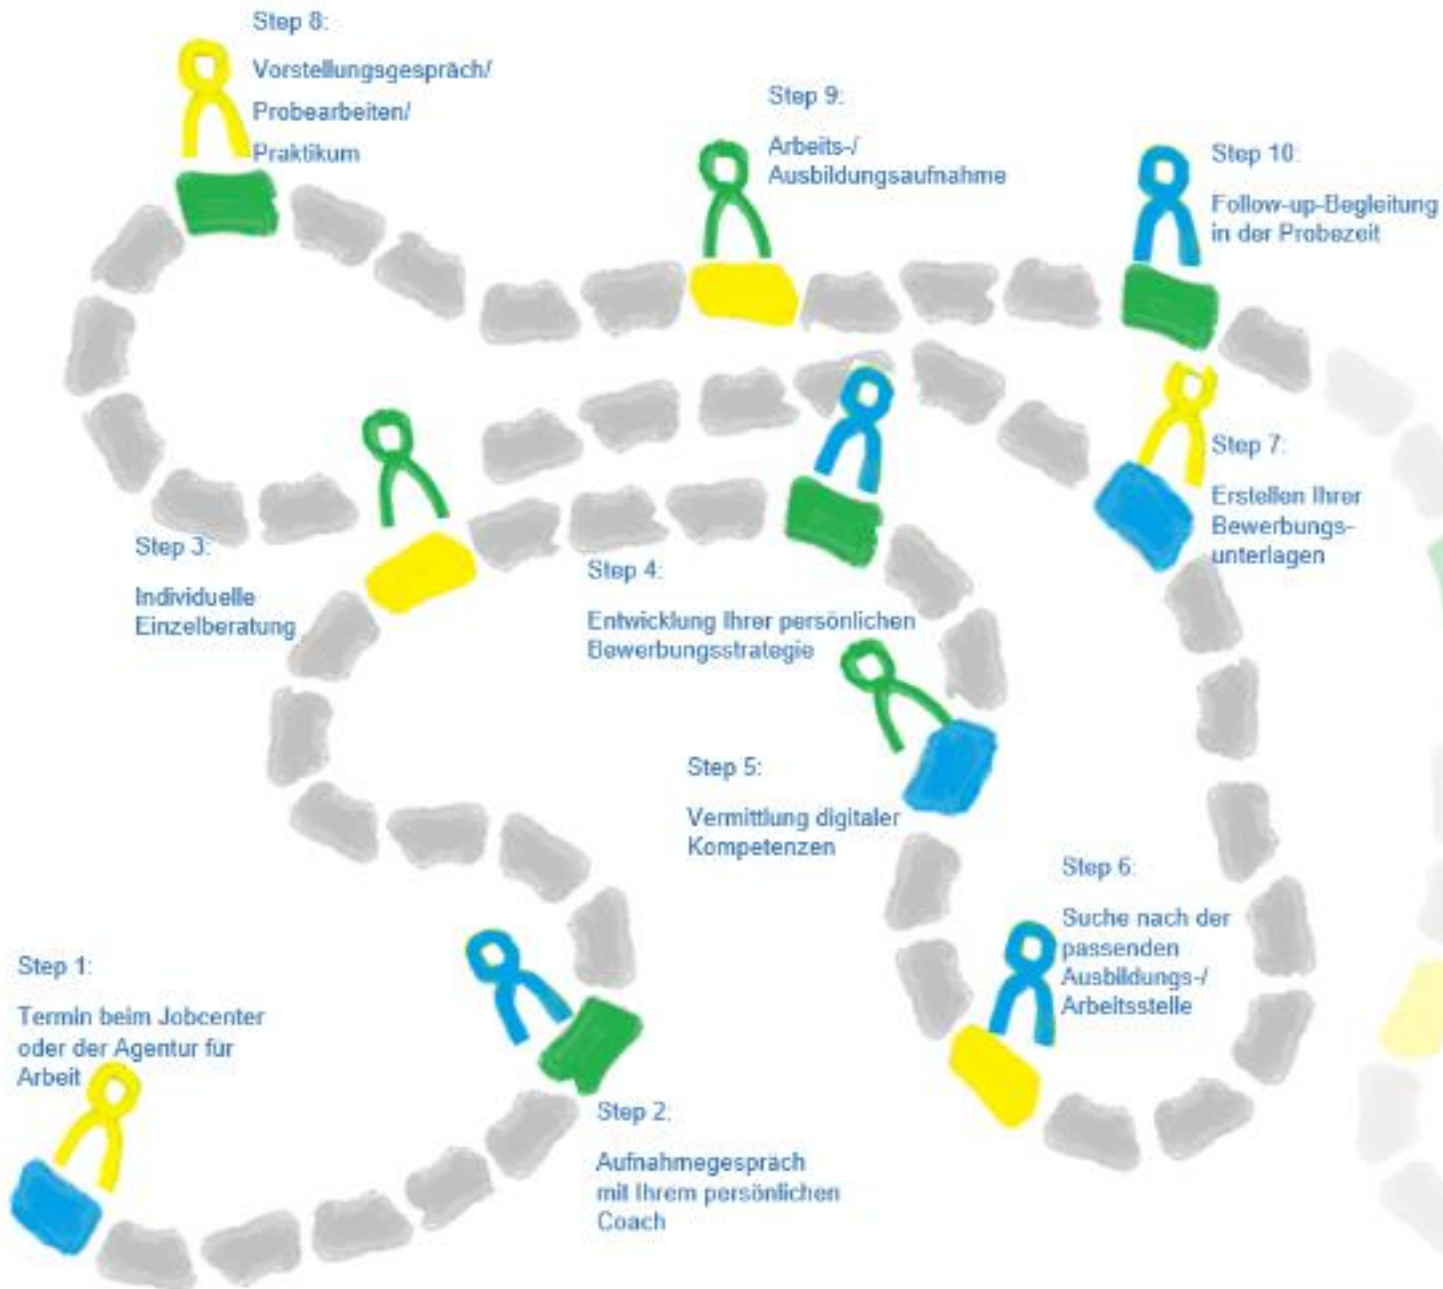 Step 8:
Vorstellungsgespräch/
Probearbeiten/
Praktikum
Step 9:
Arbeits-/
Ausbildungsaufnahme
Step 10:
Follow-up-Begleitung
in der Probezeit
Step 7:
Erstellen Ihrer
Bewerbungs-
unterlagen
Step 3:
Individuelle
Einzelberatung
Step 4:
Entwicklung Ihrer persönlichen
Bewerbungsstrategie
Step 5:
Vermittlung digitaler
Kompetenzen
Step 6:
Suche nach der
passenden
Ausbildungs-/
Arbeitsstelle
Step 1:
Termin beim Jobcenter
oder der Agentur für
Arbeit
Step 2:
Aufnahmegespräch
mit Ihrem persönlichen
Coach